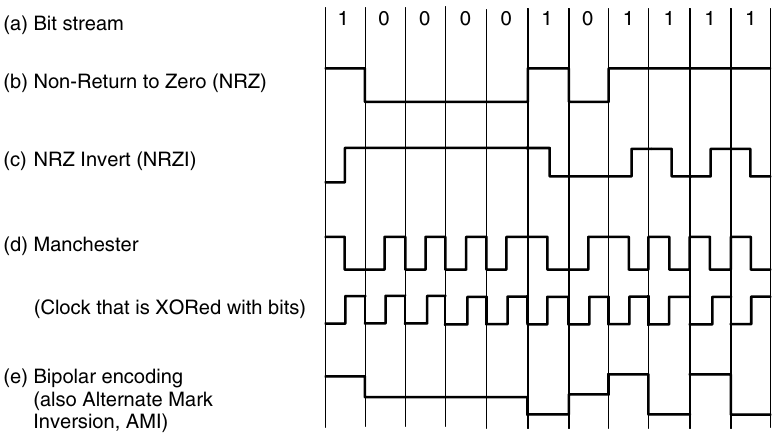 (a) Bit stream 1 0 0 0 0 1 0 1 1 1 1
(b) Non-Return to Zero (NRZ)
(c) NRZ Invert (NRZI)
(d) Manchester
(Clock that is XORed with bits)
(e) Bipolar encoding
(also Alternate Mark
Inversion, AMI)